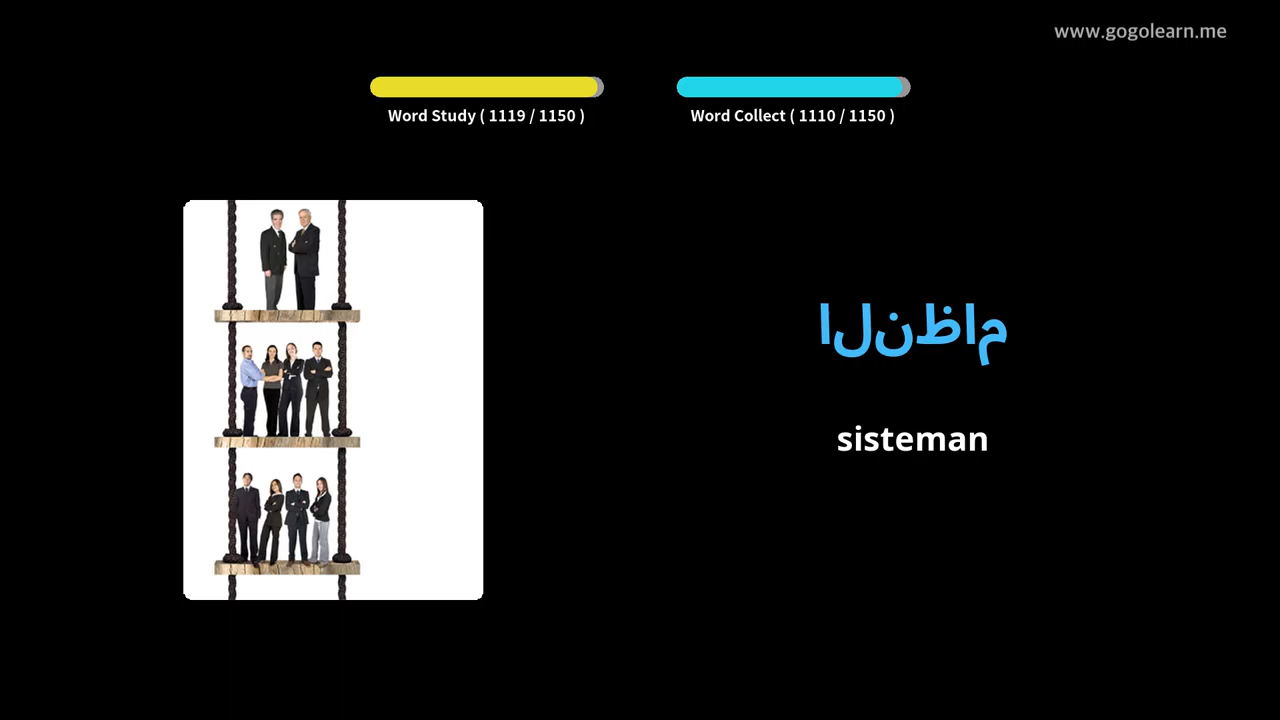 www.gogolearn.me
Word Study ( 1119 / 1150 )
Word Collect ( 1110 / 1150 )
النظام
sisteman